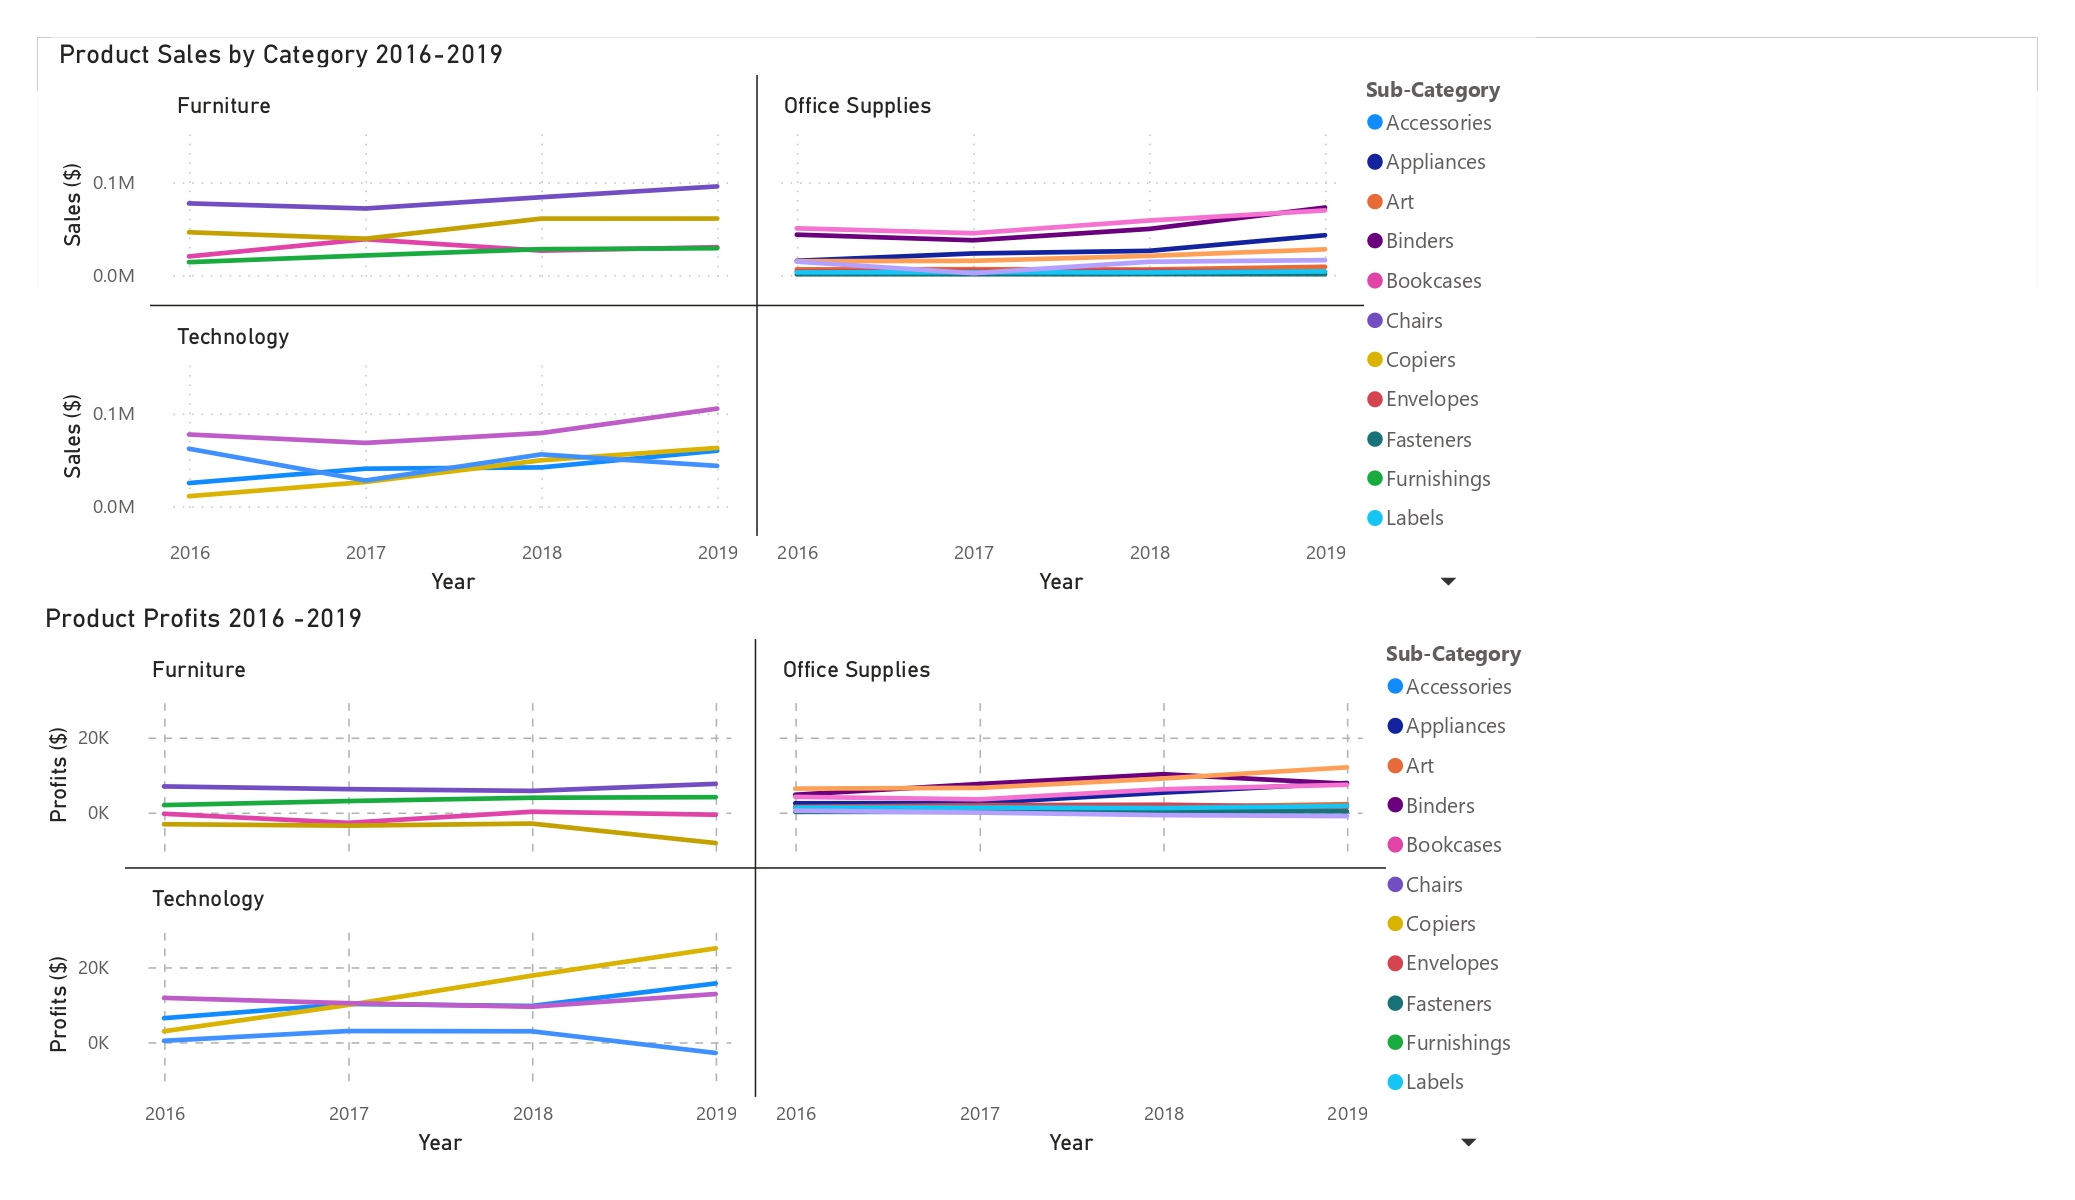 Product Sales by Category 2016-2019
Furniture
Office Supplies
Sales ($)
0.1M
0.0M
Technology
Sales ($)
0.1M
0.0M
2016 2017 2018 2019
2016 2017 2018 2019
Year
Year
Sub-Category
Accessories
Appliances
Art
Binders
Bookcases
Chairs
Copiers
Envelopes
Fasteners
Furnishings
Labels
Product Profits 2016 -2019
Furniture
Office Supplies
Profits ($)
20K
0K
Technology
Profits ($)
20K
0K
2016 2017 2018 2019
2016 2017 2018 2019
Year
Year
Sub-Category
Accessories
Appliances
Art
Binders
Bookcases
Chairs
Copiers
Envelopes
Fasteners
Furnishings
Labels